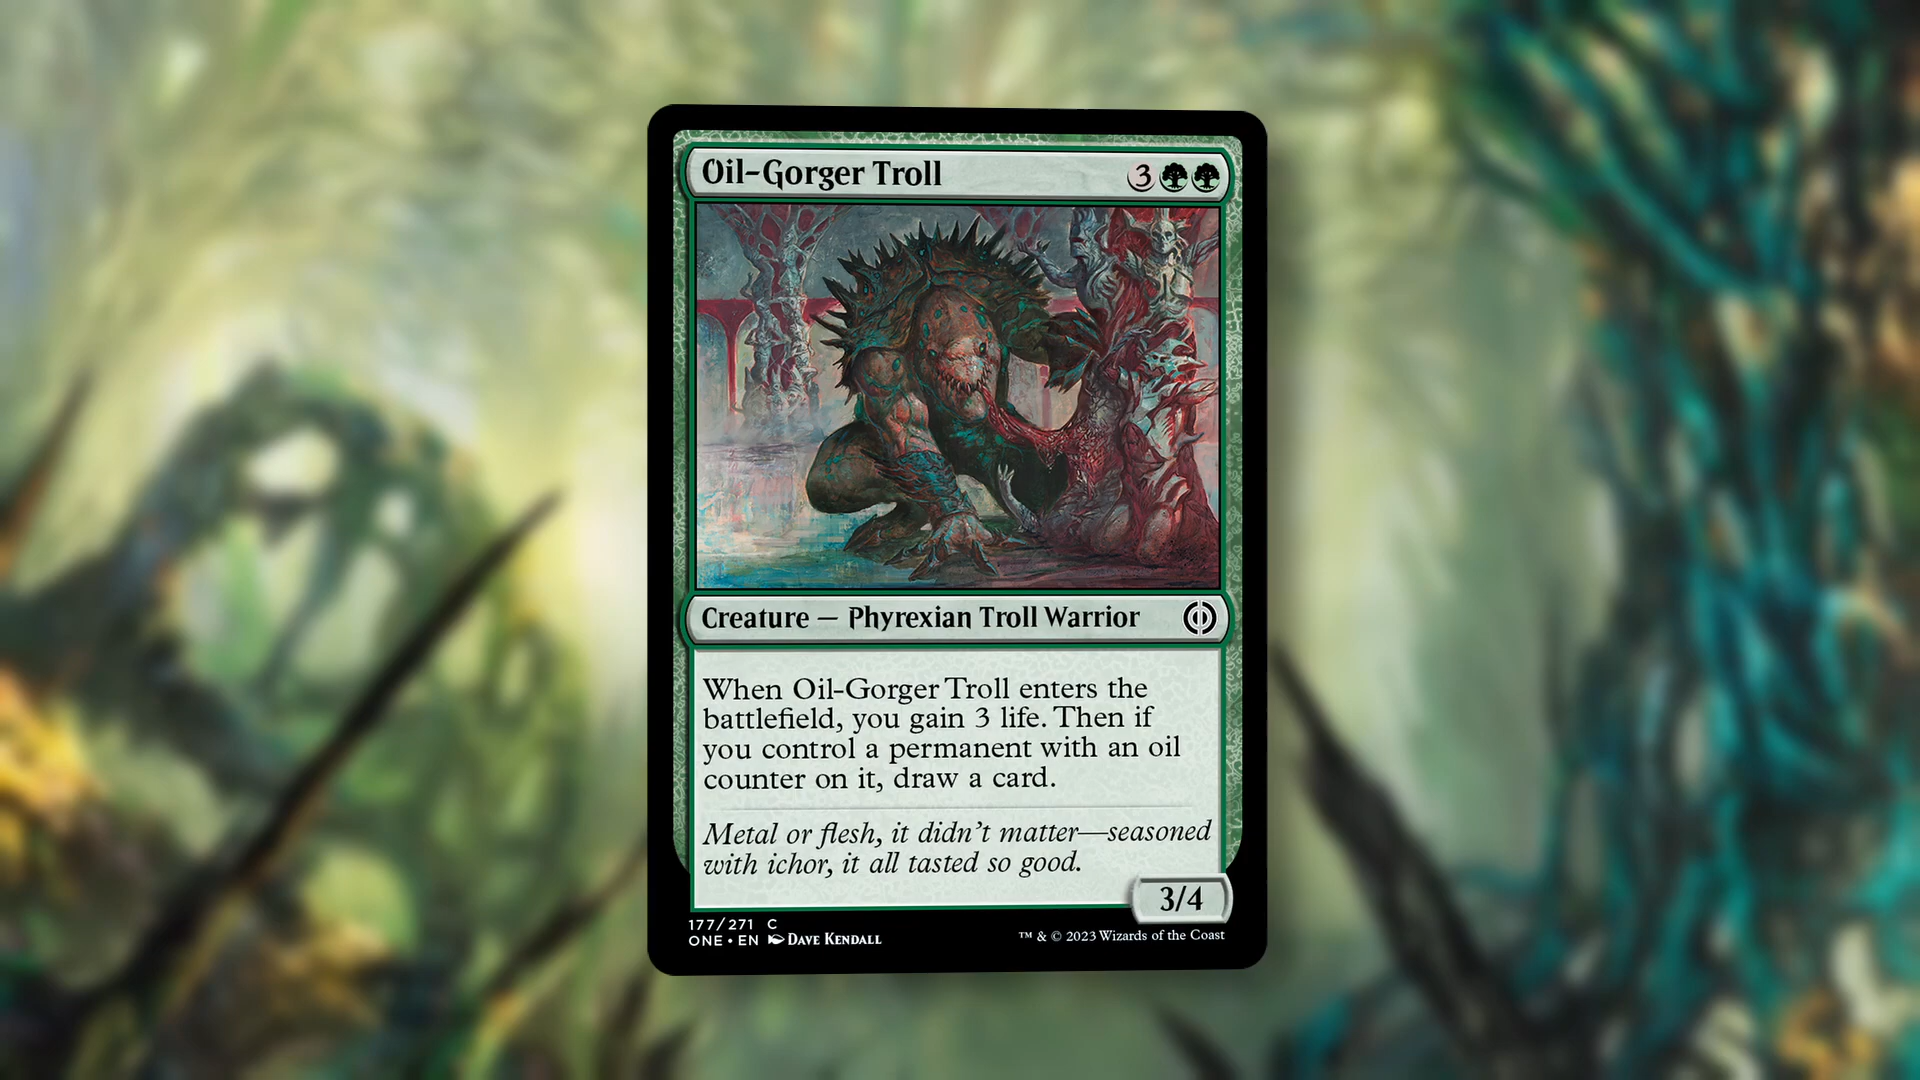 Oil-Gorger Troll 3
Creature — Phyrexian Troll Warrior
When Oil-Gorger Troll enters the
battlefield, you gain 3 life. Then if
you control a permanent with an oil
counter on it, draw a card.
Metal or flesh, it didn't matter—seasoned
with ichor, it all tasted so good.
3/4
177/271 C
ONE • EN DAVE KENDALL
™ & © 2023 Wizards of the Coast